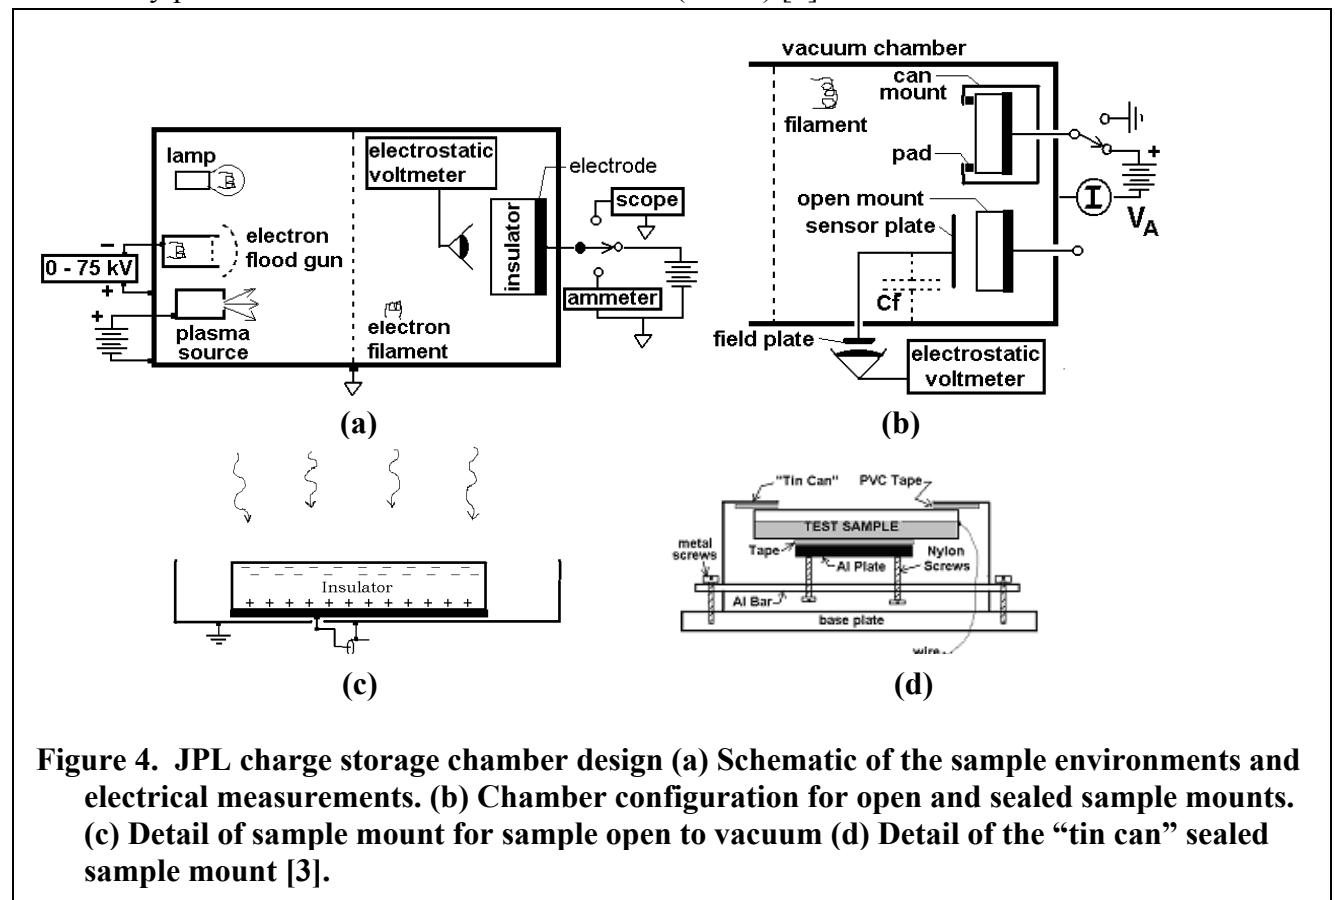 lamp
electron
flood gun
0 - 75 kV
−
+
+
plasma
source
electrostatic
voltmeter
electron
filament
insulator
electrode
scope
ammeter
(a)
vacuum chamber
can
mount
filament
pad
open mount
sensor plate
Cf
field plate
electrostatic
voltmeter
I
+
VA
(b)
Insulator
(c)
"Tin Can"
PVC Tape
TEST SAMPLE
metal
screws
Tape
Al Plate
Nylon
Screws
Al Bar
base plate
wire
(d)
Figure 4. JPL charge storage chamber design (a) Schematic of the sample environments and
electrical measurements. (b) Chamber configuration for open and sealed sample mounts.
(c) Detail of sample mount for sample open to vacuum (d) Detail of the “tin can” sealed
sample mount [3].